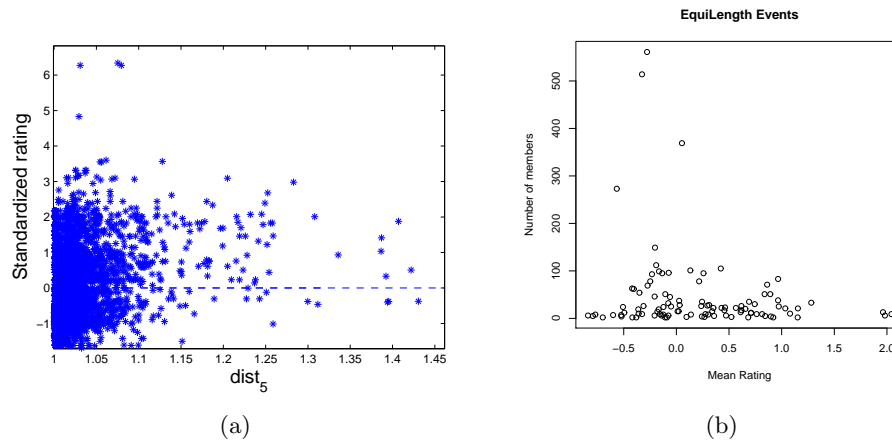 Standardized rating
6
5
4
3
2
1
0
−1
1 1.05 1.1 1.15 1.2 1.25 1.3 1.35 1.4 1.45
dist5
(a)
EquiLength Events
Number of members
500
400
300
200
100
0
−0.5 0.0 0.5 1.0 1.5 2.0
Mean Rating
(b)